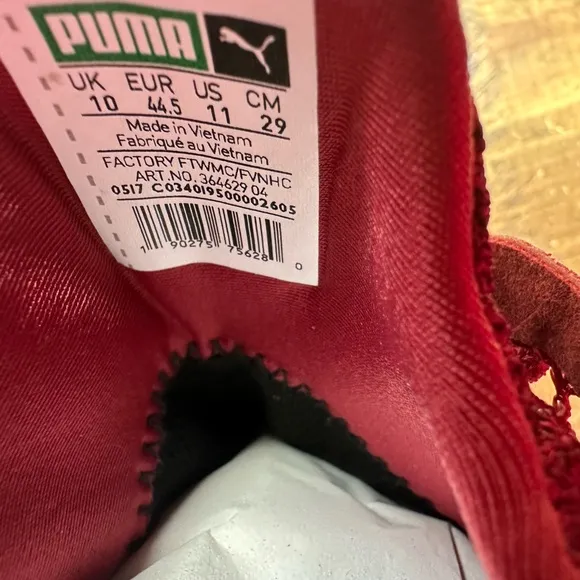 PUMA
UK EUR US CM
10 44.5 11 29
Made in Vietnam
Fabriqué au Vietnam
FACTORY FTWMC/FVNHC
ART.NO. 364629 04
0517 C034019500002605
1 90275 75628 0